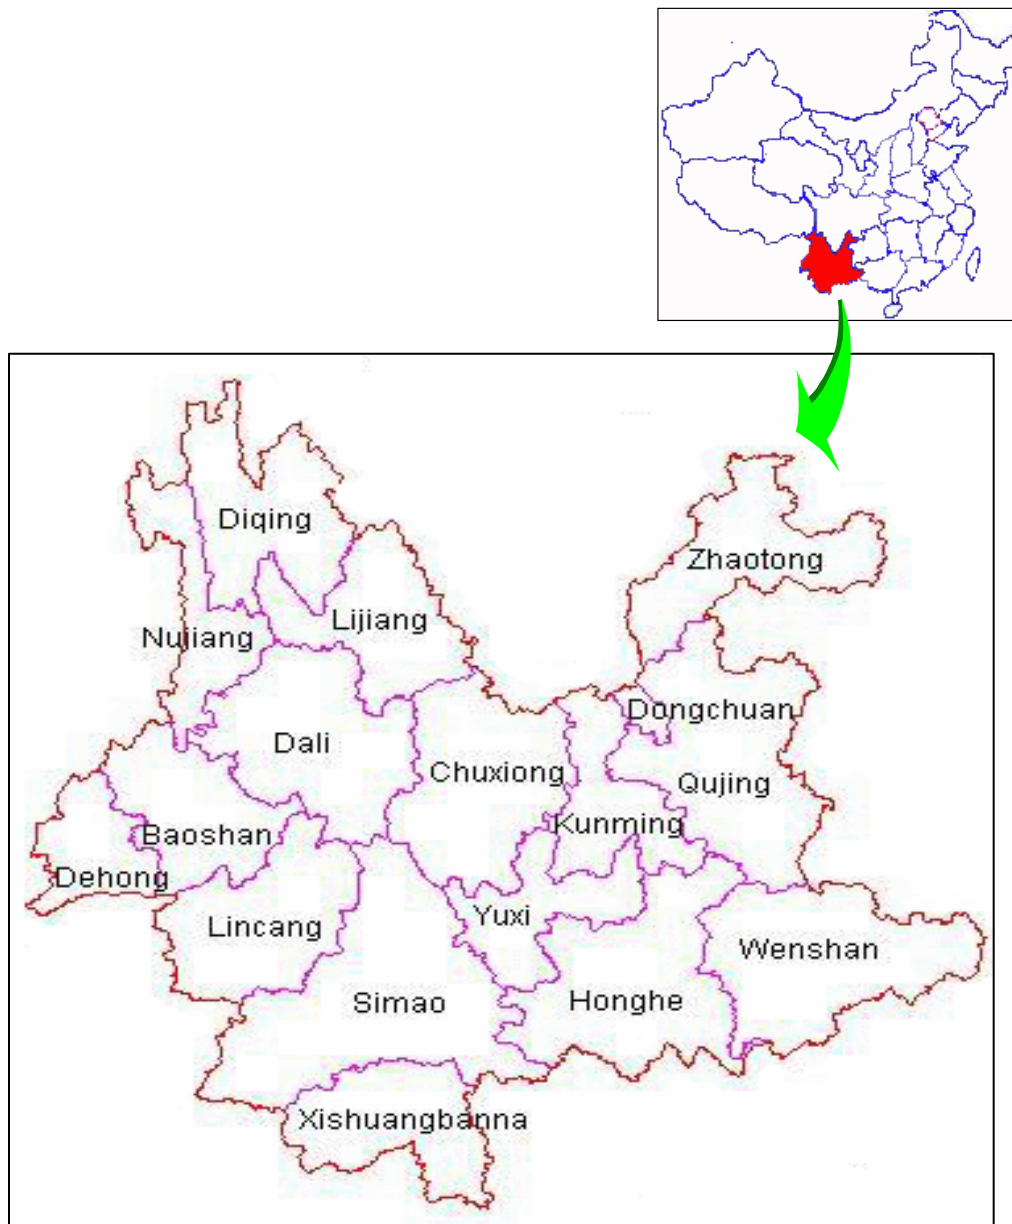 Diqing
Zhaotong
Lijiang
Nujiang
Dongchuan
Dali
Chuxiong
Qujing
Kunming
Baoshan
Dehong
Yuxi
Lincang
Wenshan
Simao
Honghe
Xishuangbanna